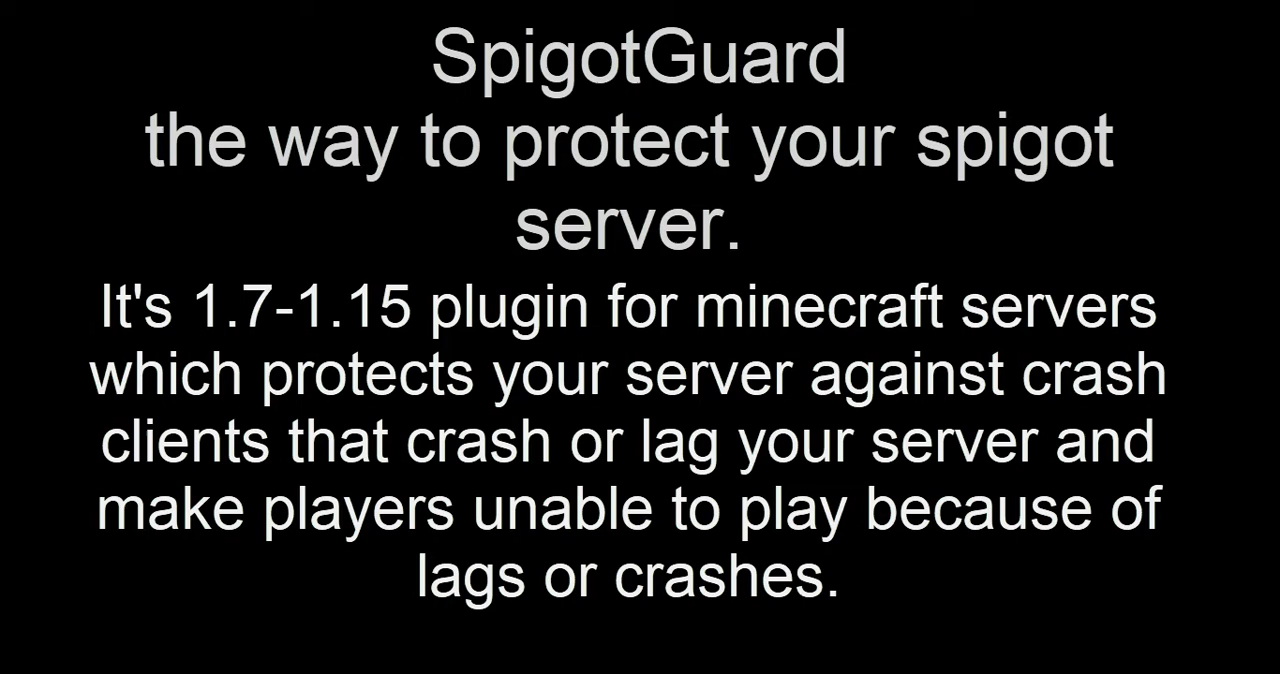 SpigotGuard
the way to protect your spigot
server.
It's 1.7-1.15 plugin for minecraft servers
which protects your server against crash
clients that crash or lag your server and
make players unable to play because of
lags or crashes.